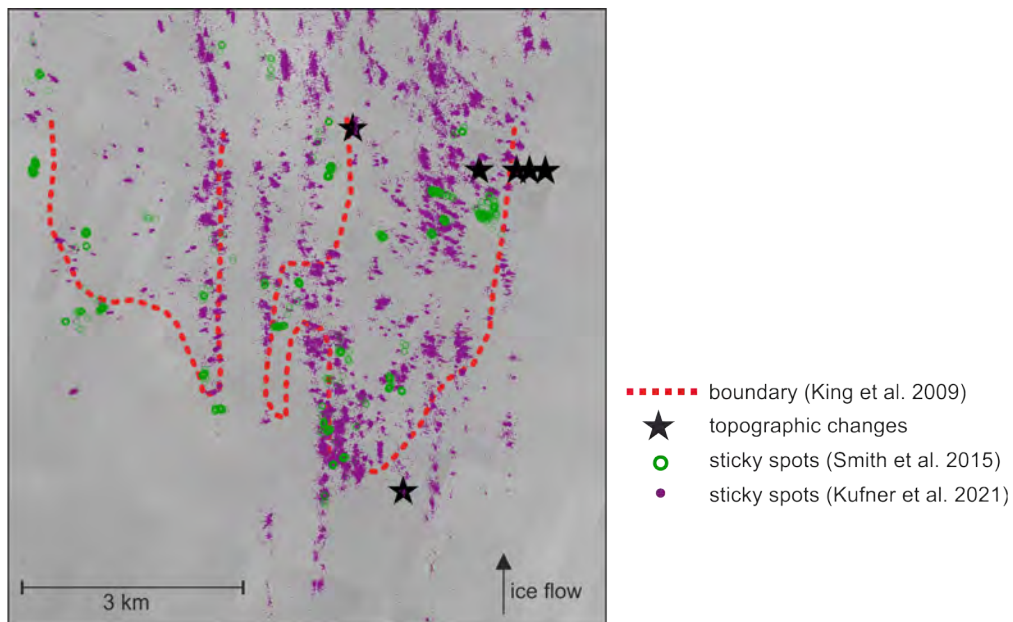 3 km
ice flow
boundary (King et al. 2009)
topographic changes
sticky spots (Smith et al. 2015)
sticky spots (Kufner et al. 2021)